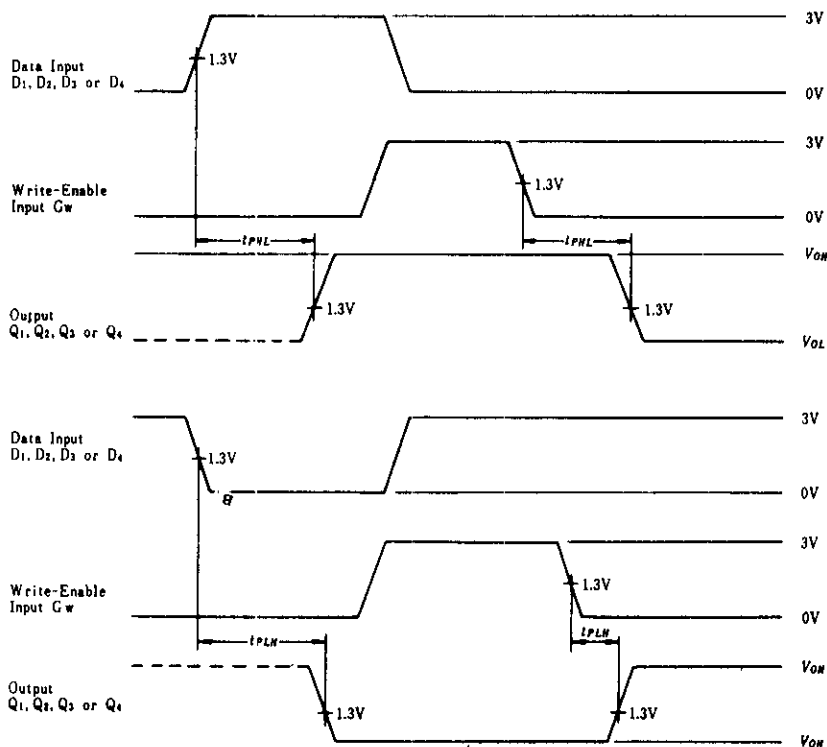 3V
1.3V
Data Input
D₁, D₂, D₃ or D₄
0V
3V
1.3V
Write-Enable
Input Gw
0V
tPHL
tPHL
VOH
1.3V
1.3V
Output
Q₁, Q₂, Q₃ or Q₄
VOL
3V
Data Input
D₁, D₂, D₃ or D₄
1.3V
0V
3V
1.3V
Write-Enable
Input Gw
0V
tPLH
tPLH
VOH
Output
Q₁, Q₂, Q₃ or Q₄
1.3V
1.3V
VOH